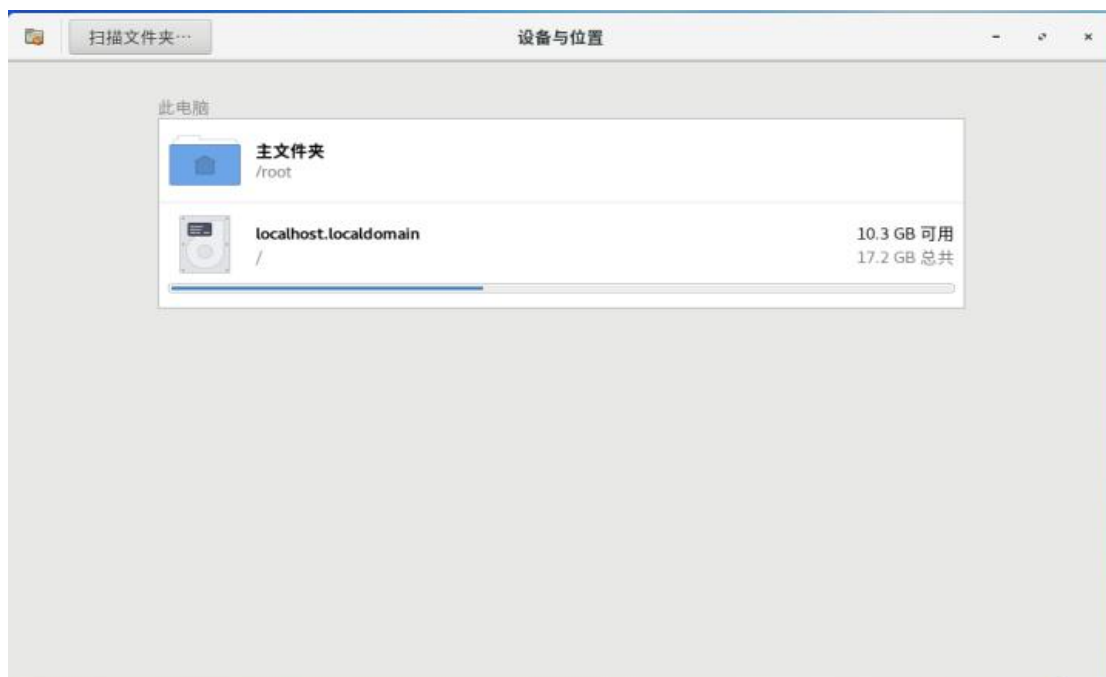 扫描文件夹…
设备与位置
此电脑
主文件夹
/root
localhost.localdomain
10.3 GB 可用
/
17.2 GB 总共